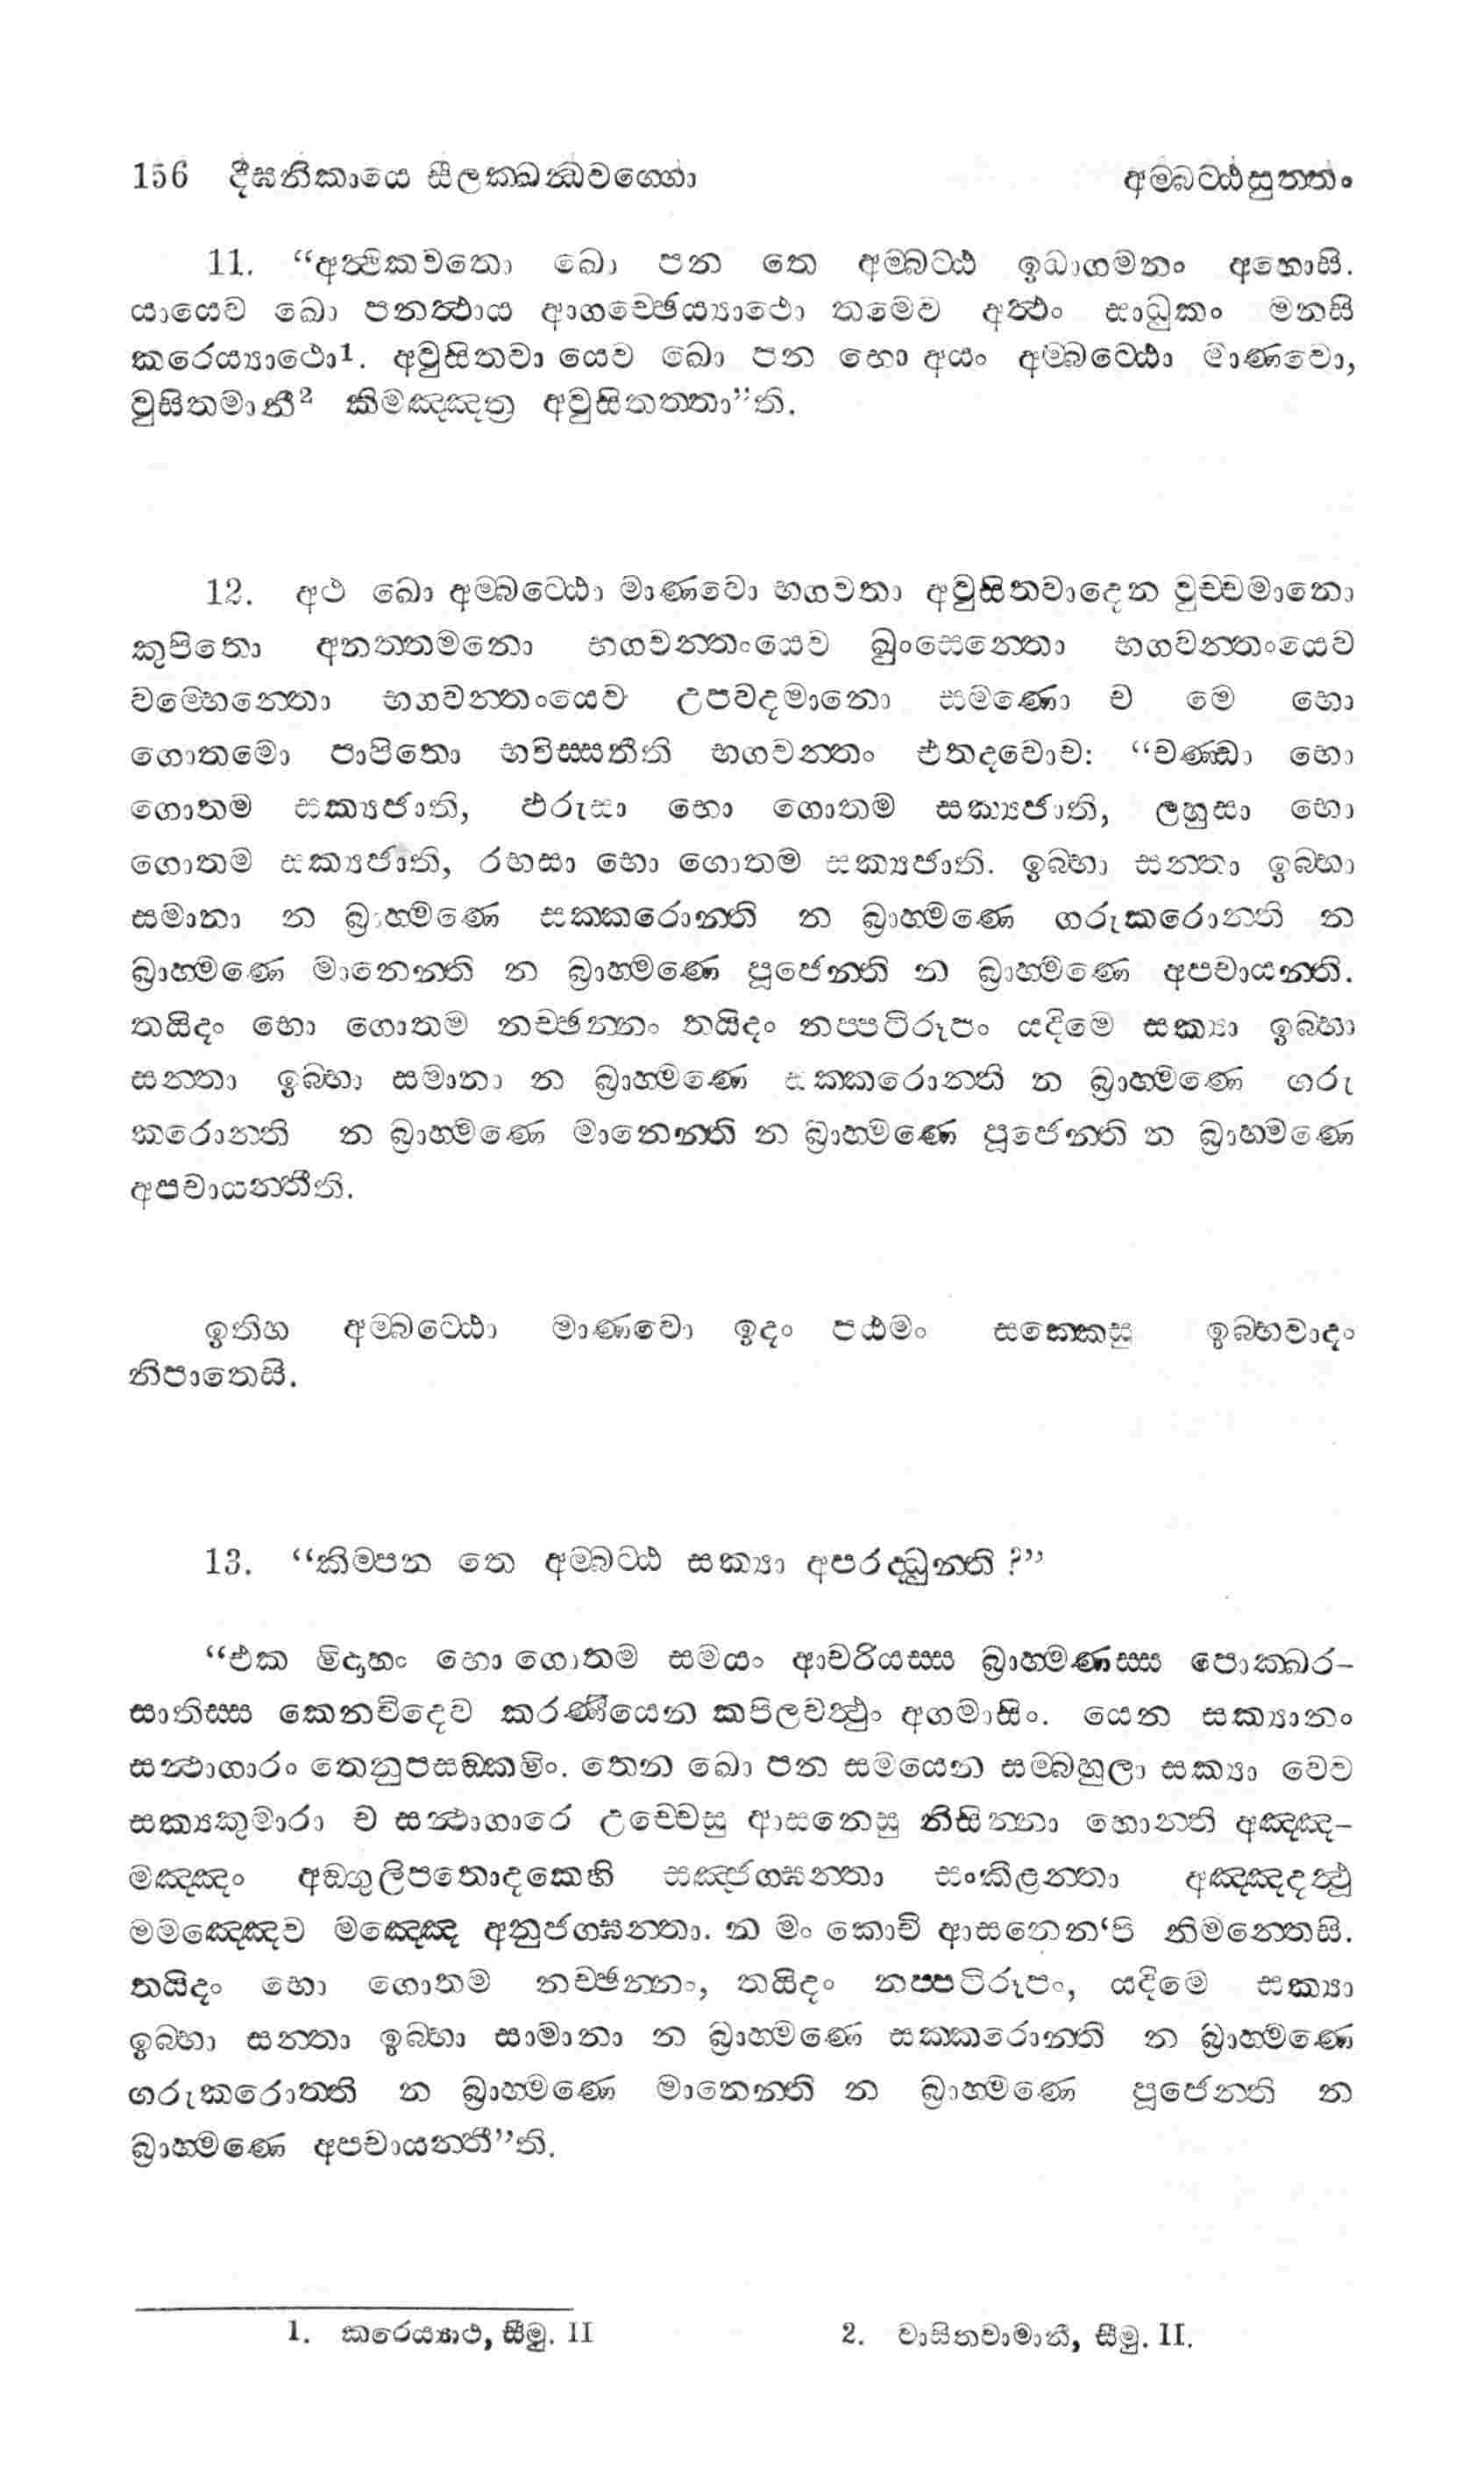 156 දීඝනිකායෙ සීලක්ඛන්ධවග්ගො
අම්බට්ඨසුත්තං
11. “අත්ථිකවතො ඛො පන තෙ අම්බට්ඨ ඉධාගමනං අහොසි.
යායෙව ඛො පනත්ථාය ආගච්ඡෙය්‍යාථො තමෙව අත්ථං සාධුකං මනසි
කරෙය්‍යාථො1. අවුසිතවා යෙව ඛො පන භො අයං අම්බට්ඨො මාණවො,
වුසිතමානී2 කිමඤ්ඤත්‍ර අවුසිතත්තා”ති.
12. අථ ඛො අම්බට්ඨො මාණවො භගවතා අවුසිතවාදෙන වුච්චමානො
කුපිතො අනත්තමනො භගවන්තංයෙව ඛුංසෙන්තො භගවන්තංයෙව
වම්හෙන්තො භගවන්තංයෙව උපවදමානො සමණො ච මෙ භො
ගොතමො පාපිතො භවිස්සතීති භගවන්තං එතදවොච: “චණ්ඩා භො
ගොතම සක්‍යජාති, ඵරුසා භො ගොතම සක්‍යජාති, ලහුසා භො
ගොතම සක්‍යජාති, රභසා භො ගොතම සක්‍යජාති. ඉබ්භා සන්තා ඉබ්භා
සමානා න බ්‍රාහ්මණෙ සක්කරොන්ති න බ්‍රාහ්මණෙ ගරුකරොන්ති න
බ්‍රාහ්මණෙ මානෙන්ති න බ්‍රාහ්මණෙ පූජෙන්ති න බ්‍රාහ්මණෙ අපචායන්ති.
තයිදං භො ගොතම නච්ඡන්නං තයිදං නප්පටිරූපං යදිමෙ සක්‍යා ඉබ්භා
සන්තා ඉබ්භා සමානා න බ්‍රාහ්මණෙ සක්කරොන්ති න බ්‍රාහ්මණෙ ගරු
කරොන්ති න බ්‍රාහ්මණෙ මානෙන්ති න බ්‍රාහ්මණෙ පූජෙන්ති න බ්‍රාහ්මණෙ
අපචායන්තීති.
ඉතිහ අම්බට්ඨො මාණවො ඉදං පඨමං සක්කෙසු ඉබ්භවාදං
නිපාතෙසි.
13. “කිම්පන තෙ අම්බට්ඨ සක්‍යා අපරද්ධුන්ති ?”
“එක මිදාහං භො ගොතම සමයං ආචරියස්ස බ්‍රාහ්මණස්ස පොක්ඛර-
සාතිස්ස කෙනචිදෙව කරණීයෙන කපිලවත්ථුං අගමාසිං. යෙන සක්‍යානං
සන්ථාගාරං තෙනුපසඞ්කමිං. තෙන ඛො පන සමයෙන සම්බහුලා සක්‍යා චෙව
සක්‍යකුමාරා ච සන්ථාගාරෙ උච්චෙසු ආසනෙසු නිසින්නා හොන්ති අඤ්ඤ-
මඤ්ඤං අඞ්ගුලිපතොදකෙහි සඤ්ජග්ඝන්තා සංකීළන්තා අඤ්ඤදත්ථු
මමඤ්ඤෙව මඤ්ඤෙ අනුජග්ඝන්තා. න මං කොචි ආසනෙන‘පි නිමන්තෙසි.
තයිදං භො ගොතම නච්ඡන්නං, තයිදං නප්පටිරූපං, යදිමෙ සක්‍යා
ඉබ්භා සන්තා ඉබ්භා සාමානා න බ්‍රාහ්මණෙ සක්කරොන්ති න බ්‍රාහ්මණෙ
ගරුකරොන්ති න බ්‍රාහ්මණෙ මානෙන්ති න බ්‍රාහ්මණෙ පූජෙන්ති න
බ්‍රාහ්මණෙ අපචායන්තී”ති.
1. කරෙය්‍යාථ, සීමු. II
2. වාසිතවාමානී, සීමු. II.